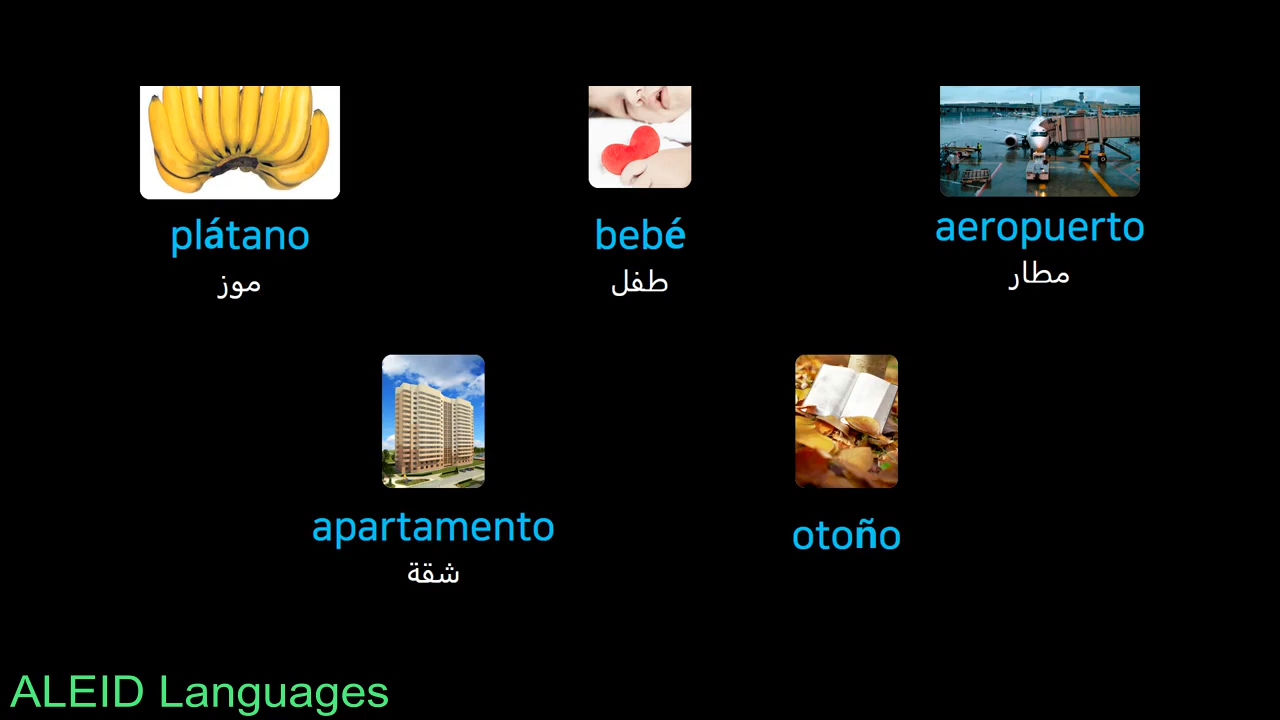 plátano
موز
bebé
طفل
aeropuerto
مطار
apartamento
شقة
otoño
ALEID Languages